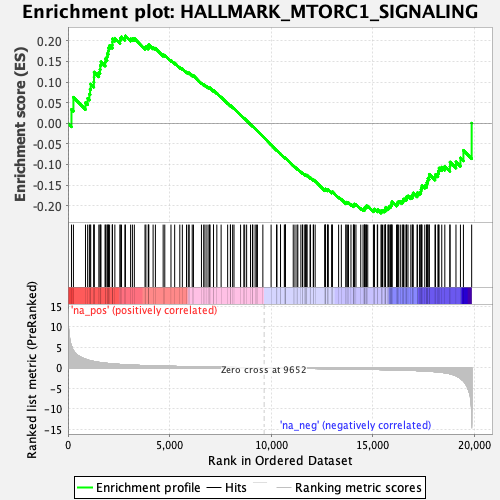 Enrichment plot: HALLMARK_MTORC1_SIGNALING
Enrichment score (ES)
0.20
0.15
0.10
0.05
0.00
-0.05
-0.10
-0.15
-0.20
'na_pos' (positively correlated)
Ranked list metric (PreRanked)
15
10
5
0
-5
-10
-15
Zero cross at 9652
'na_neg' (negatively correlated)
0
5,000
10,000
15,000
20,000
Rank in Ordered Dataset
Enrichment profile
Hits
Ranking metric scores